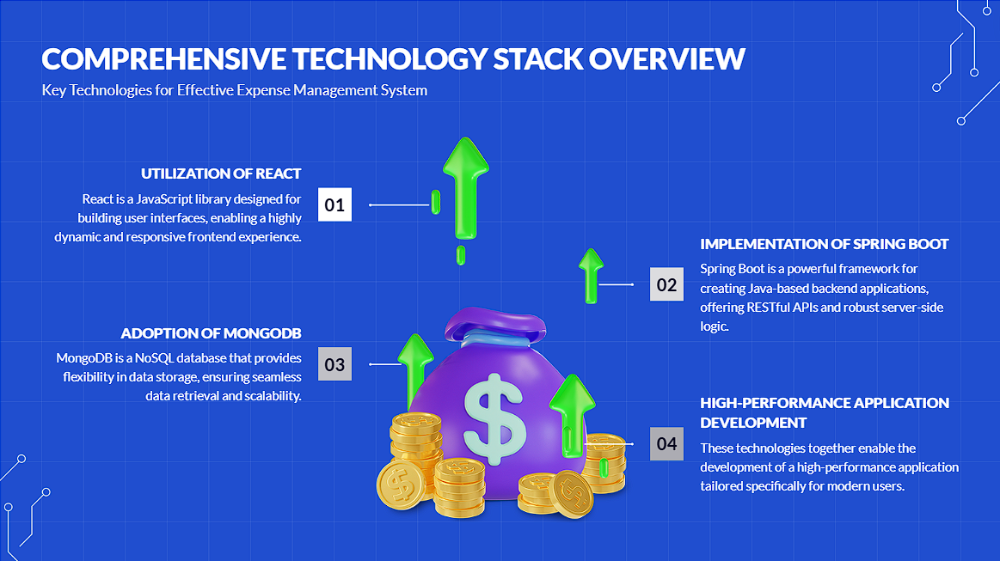 COMPREHENSIVE TECHNOLOGY STACK OVERVIEW
Key Technologies for Effective Expense Management System
UTILIZATION OF REACT
React is a JavaScript library designed for
building user interfaces, enabling a highly
dynamic and responsive frontend experience.
01
IMPLEMENTATION OF SPRING BOOT
Spring Boot is a powerful framework for
creating Java-based backend applications,
offering RESTful APIs and robust server-side
logic.
02
ADOPTION OF MONGODB
MongoDB is a NoSQL database that provides
flexibility in data storage, ensuring seamless
data retrieval and scalability.
03
HIGH-PERFORMANCE APPLICATION
DEVELOPMENT
These technologies together enable the
development of a high-performance application
tailored specifically for modern users.
04
$